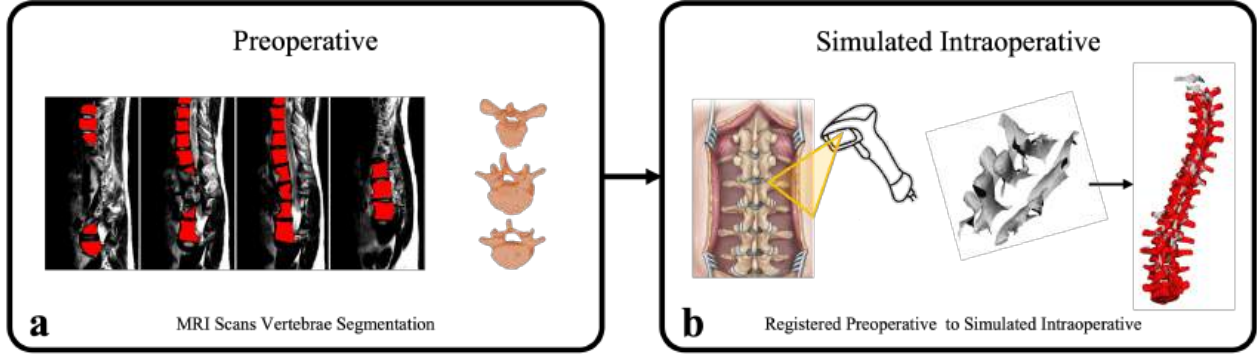 Preoperative
a
MRI Scans Vertebrae Segmentation
Simulated Intraoperative
b
Registered Preoperative to Simulated Intraoperative